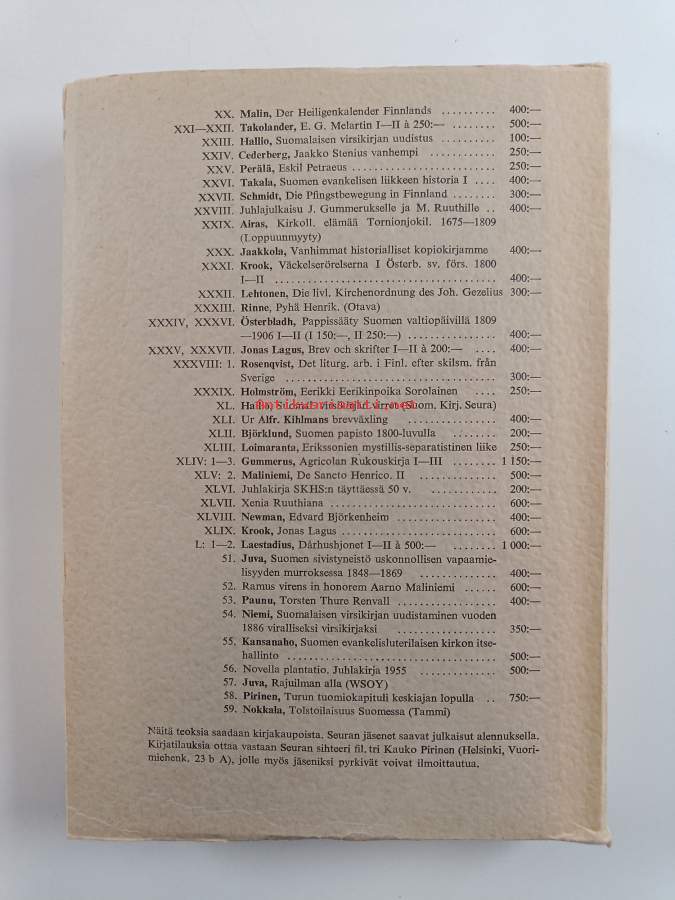 XX. Malin, Der Heiligenkalender Finnlands .......... 400:—
XXI—XXII. Takolander, E. G. Melartin I—II à 250:— ........ 500:—
XXIII. Hallio, Suomalaisen virsikirjan uudistus .......... 100:—
XXIV. Cederberg, Jaakko Stenius vanhempi ............ 250:—
XXV. Perälä, Eskil Petraeus .......................... 250:—
XXVI. Takala, Suomen evankelisen liikkeen historia I .... 400:—
XXVII. Schmidt, Die Pfingstbewegung in Finnland ........ 300:—
XXVIII. Juhlajulkaisu J. Gummerukselle ja M. Ruuthille .. 400:—
XXIX. Airas, Kirkoll. elämää Tornionjokil. 1675—1809
(Loppuunmyyty)
XXX. Jaakkola, Vanhimmat historialliset kopiokirjamme 400:—
XXXI. Krook, Väckelserörelserna I Österb. sv. förs. 1800
I—II ........................................ 400:—
XXXII. Lehtonen, Die livl. Kirchenordnung des Joh. Gezelius 300:—
XXXIII. Rinne, Pyhä Henrik. (Otava)
XXXIV, XXXVI. Österbladh, Pappissääty Suomen valtiopäivillä 1809
—1906 I—II (I 150:—, II 250:—) ................ 400:—
XXXV, XXXVII. Jonas Lagus, Brev och skrifter I—II à 200:— .... 400:—
XXXVIII: 1. Rosenqvist, Det liturg. arb. i Finl. efter skilsm. från
Sverige ...................................... 300:—
XXXIX. Holmström, Eerikki Eerikinpoika Sorolainen .... 250:—
XL. Hallio, Suomal. virsikirjan virret (Suom. Kirj. Seura)
XLI. Ur Alfr. Kihlmans brevväxling ................ 400:—
XLII. Björklund, Suomen papisto 1800-luvulla ........ 200:—
XLIII. Loimaranta, Erikssonien mystillis-separatistinen liike 250:—
XLIV: 1—3. Gummerus, Agricolan Rukouskirja I—III ........ 1 150:—
XLV: 2. Maliniemi, De Sancto Henrico. II .............. 500:—
XLVI. Juhlakirja SKHS:n täyttäessä 50 v. ............ 200:—
XLVII. Xenia Ruuthiana .............................. 600:—
XLVIII. Newman, Edvard Björkenheim .................. 400:—
XLIX. Krook, Jonas Lagus ............................ 600:—
L: 1—2. Laestadius, Dårhushjonet I—II à 500:— ........ 1 000:—
51. Juva, Suomen sivistyneistö uskonnollisen vapaamie-
lisyyden murroksessa 1848—1869 .............. 400:—
52. Ramus virens in honorem Aarno Maliniemi ...... 600:—
53. Paunu, Torsten Thure Renvall .................. 400:—
54. Niemi, Suomalaisen virsikirjan uudistaminen vuoden
1886 viralliseksi virsikirjaksi .................. 350:—
55. Kansanaho, Suomen evankelisluterilaisen kirkon itse-
hallinto ...................................... 500:—
56. Novella plantatio. Juhlakirja 1955 .............. 500:—
57. Juva, Rajuilman alla (WSOY)
58. Pirinen, Turun tuomiokapituli keskiajan lopulla .. 750:—
59. Nokkala, Tolstoilaisuus Suomessa (Tammi)
Näitä teoksia saadaan kirjakaupoista. Seuran jäsenet saavat julkaisut alennuksella.
Kirjatilauksia ottaa vastaan Seuran sihteeri fil. tri Kauko Pirinen (Helsinki, Vuori-
miehenk. 23 b A), jolle myös jäseniksi pyrkivät voivat ilmoittautua.